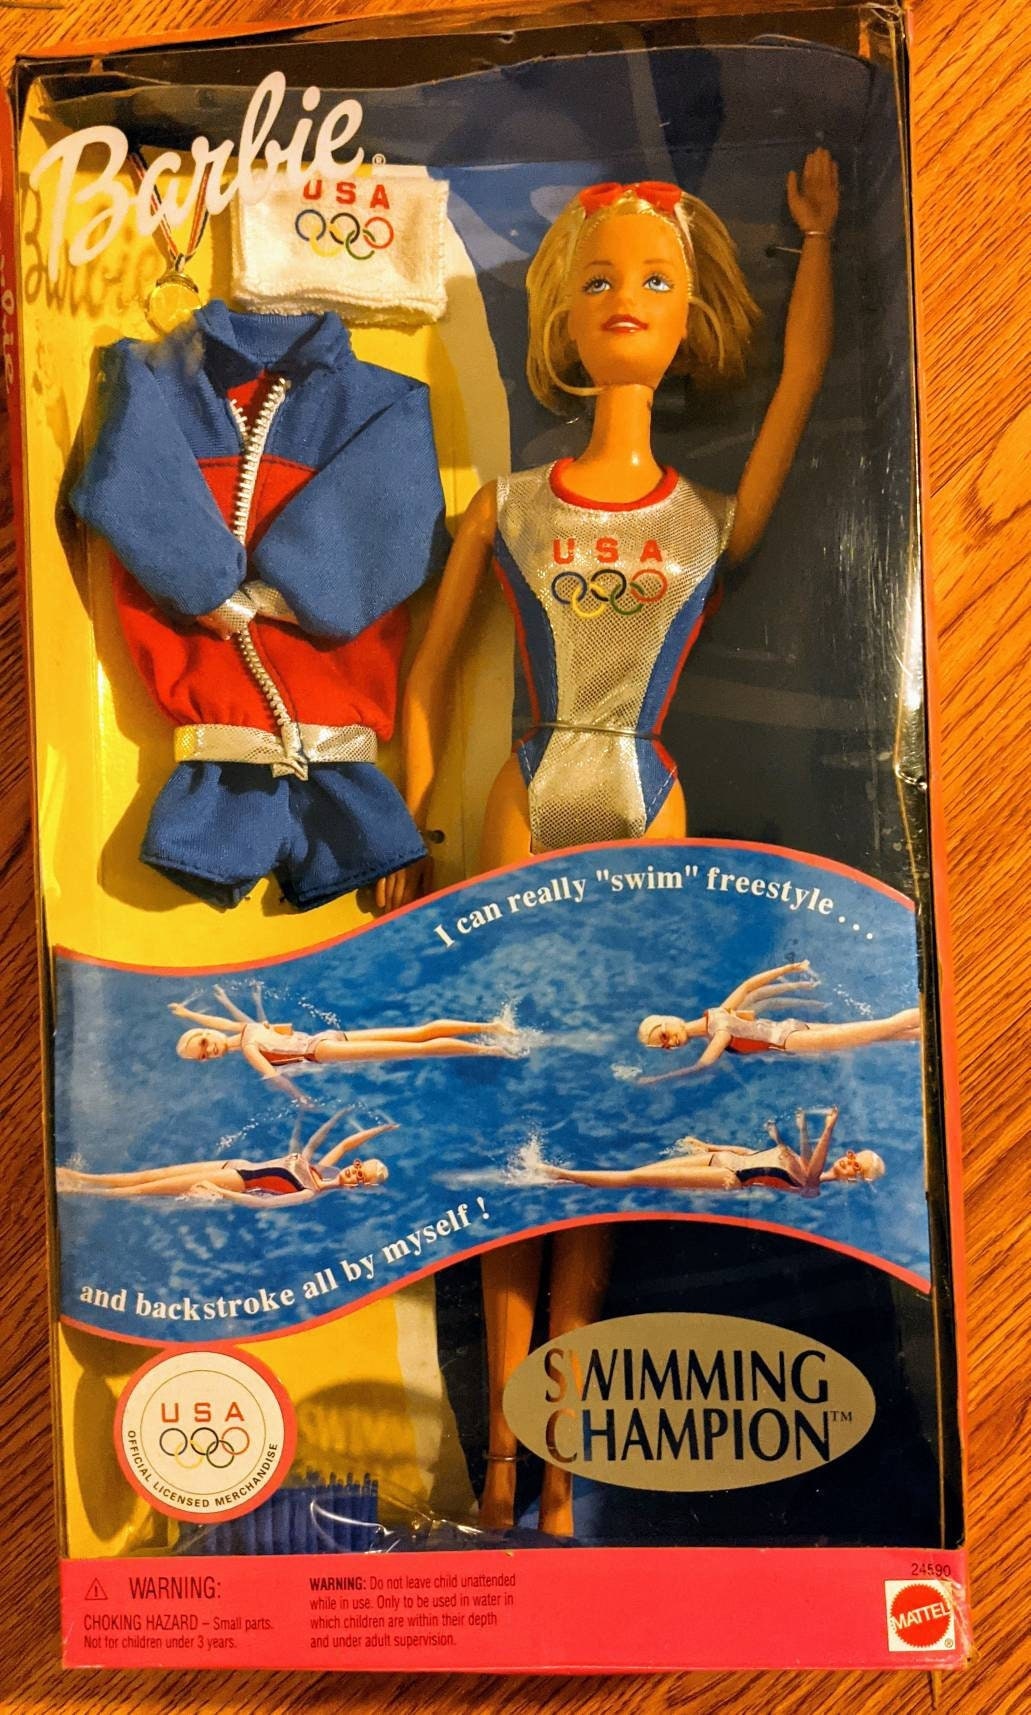 Barbie®
USA
USA
I can really "swim" freestyle...
and backstroke all by myself!
USA
OFFICIAL LICENSED MERCHANDISE
SWIMMING
CHAMPION™
⚠ WARNING:
CHOKING HAZARD – Small parts.
Not for children under 3 years.
WARNING: Do not leave child unattended
while in use. Only to be used in water in
which children are within their depth
and under adult supervision.
24590
MATTEL®